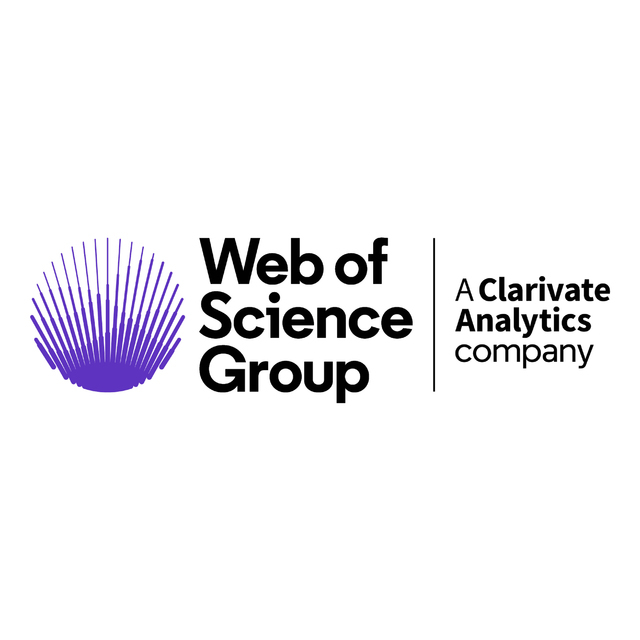 Web of
Science
Group
A Clarivate
Analytics
company